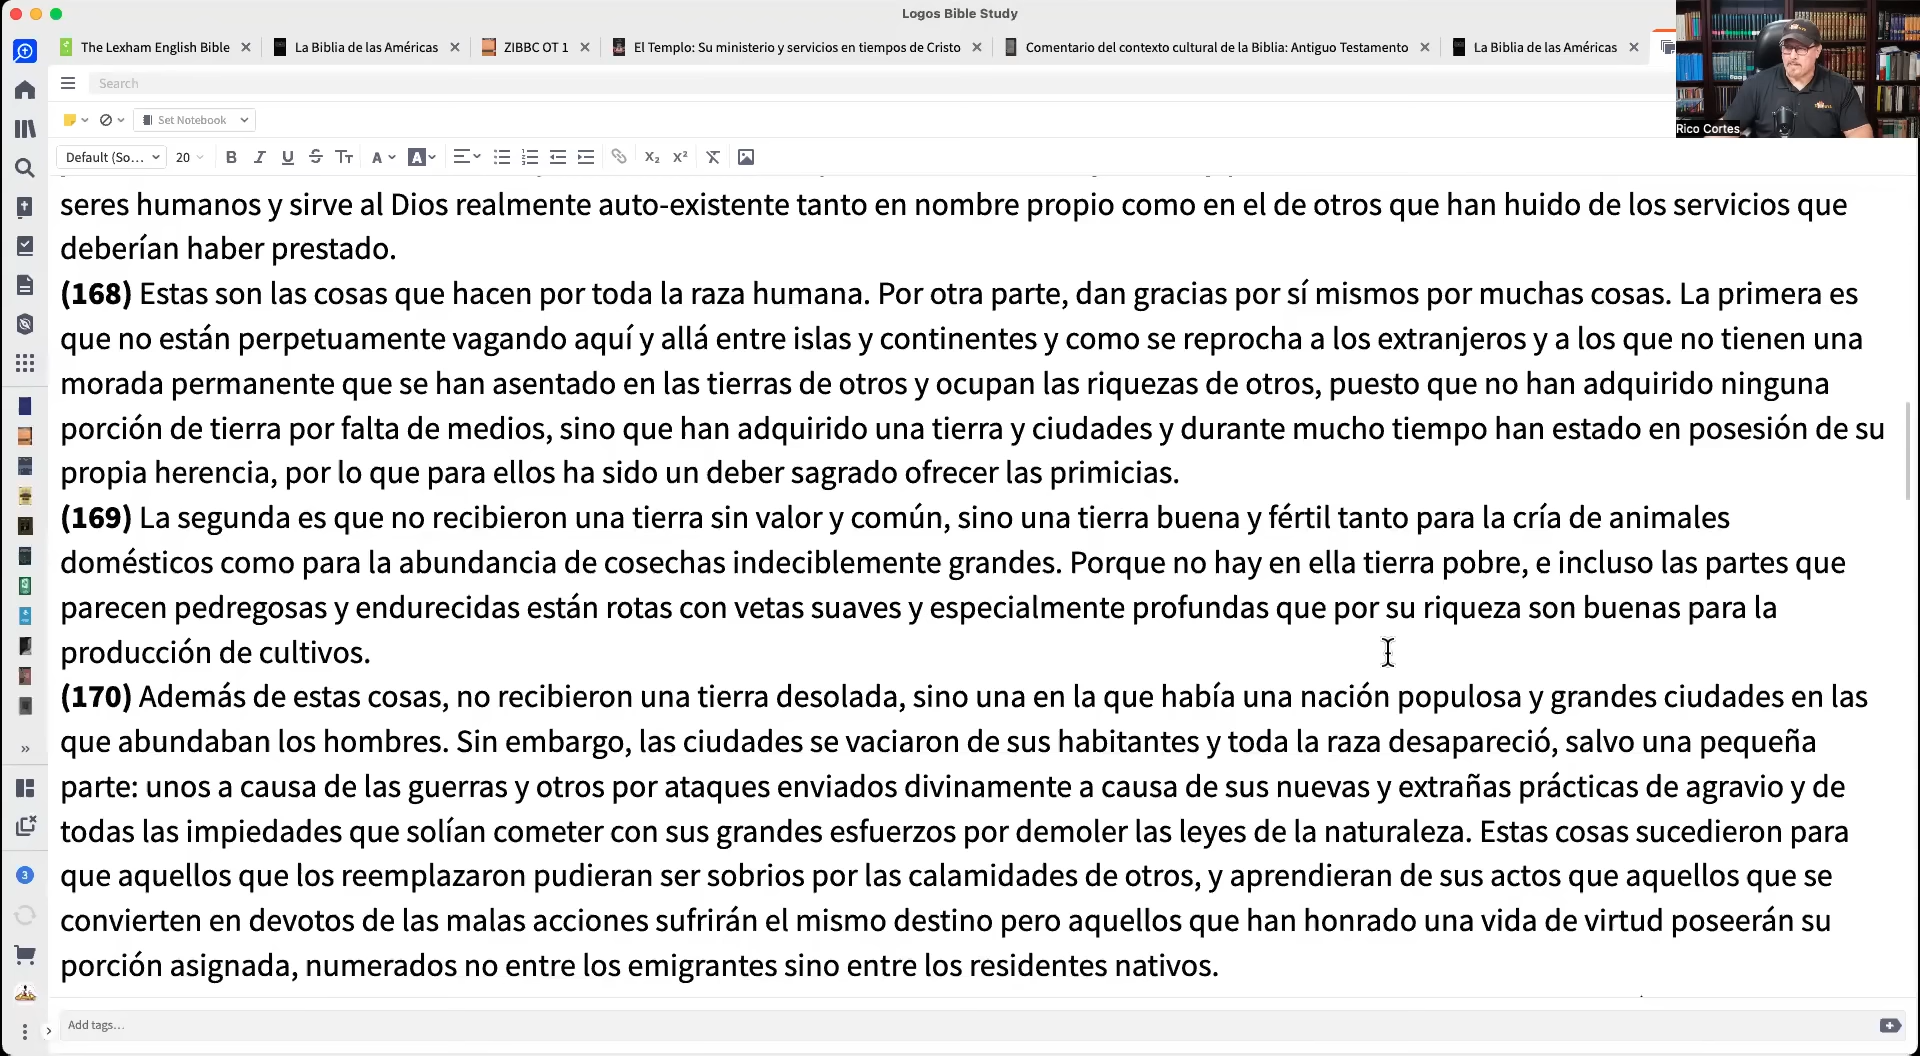 Logos Bible Study
The Lexham English Bible
La Biblia de las Américas
ZIBBC OT 1
El Templo: Su ministerio y servicios en tiempos de Cristo
Comentario del contexto cultural de la Biblia: Antiguo Testamento
La Biblia de las Américas
Search
Rico Cortes
Set Notebook
Default (So...
20
seres humanos y sirve al Dios realmente auto-existente tanto en nombre propio como en el de otros que han huido de los servicios que
deberían haber prestado.
(168) Estas son las cosas que hacen por toda la raza humana. Por otra parte, dan gracias por sí mismos por muchas cosas. La primera es
que no están perpetuamente vagando aquí y allá entre islas y continentes y como se reprocha a los extranjeros y a los que no tienen una
morada permanente que se han asentado en las tierras de otros y ocupan las riquezas de otros, puesto que no han adquirido ninguna
porción de tierra por falta de medios, sino que han adquirido una tierra y ciudades y durante mucho tiempo han estado en posesión de su
propia herencia, por lo que para ellos ha sido un deber sagrado ofrecer las primicias.
(169) La segunda es que no recibieron una tierra sin valor y común, sino una tierra buena y fértil tanto para la cría de animales
domésticos como para la abundancia de cosechas indeciblemente grandes. Porque no hay en ella tierra pobre, e incluso las partes que
parecen pedregosas y endurecidas están rotas con vetas suaves y especialmente profundas que por su riqueza son buenas para la
producción de cultivos.
(170) Además de estas cosas, no recibieron una tierra desolada, sino una en la que había una nación populosa y grandes ciudades en las
que abundaban los hombres. Sin embargo, las ciudades se vaciaron de sus habitantes y toda la raza desapareció, salvo una pequeña
parte: unos a causa de las guerras y otros por ataques enviados divinamente a causa de sus nuevas y extrañas prácticas de agravio y de
todas las impiedades que solían cometer con sus grandes esfuerzos por demoler las leyes de la naturaleza. Estas cosas sucedieron para
que aquellos que los reemplazaron pudieran ser sobrios por las calamidades de otros, y aprendieran de sus actos que aquellos que se
convierten en devotos de las malas acciones sufrirán el mismo destino pero aquellos que han honrado una vida de virtud poseerán su
porción asignada, numerados no entre los emigrantes sino entre los residentes nativos.
3
Add tags...